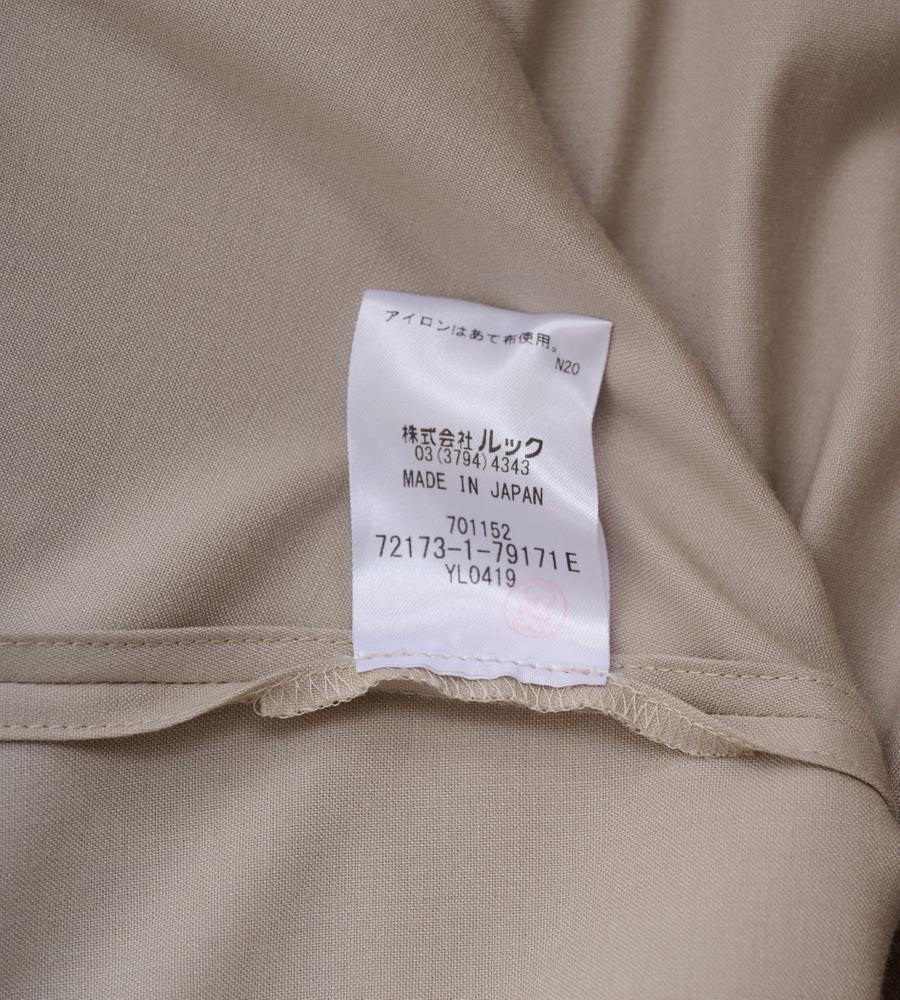 アイロンはあて布使用。
N20
株式会社ルック
03(3794)4343
MADE IN JAPAN
701152
72173-1-79171E
YL0419